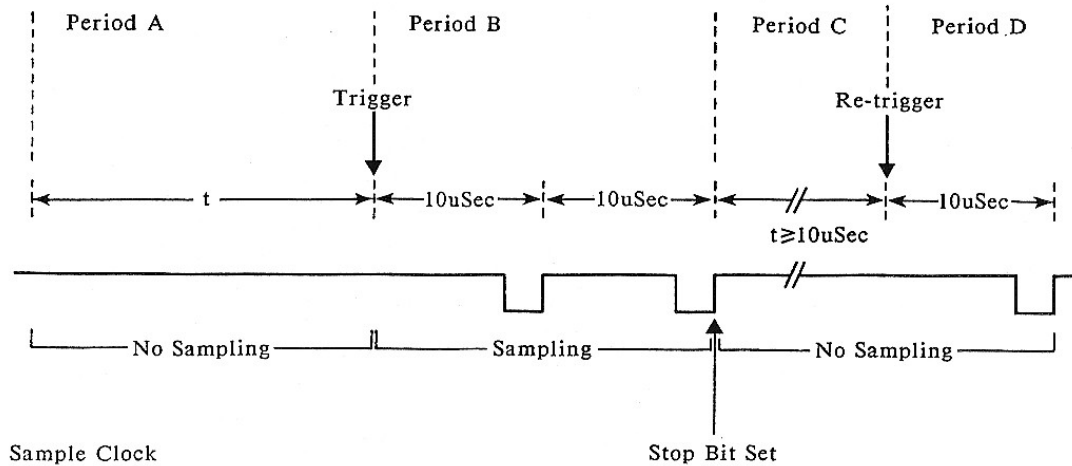 Period A Period B Period C Period D
Trigger Re-trigger
t 10uSec 10uSec 10uSec
t⩾10uSec
No Sampling Sampling No Sampling
Sample Clock Stop Bit Set